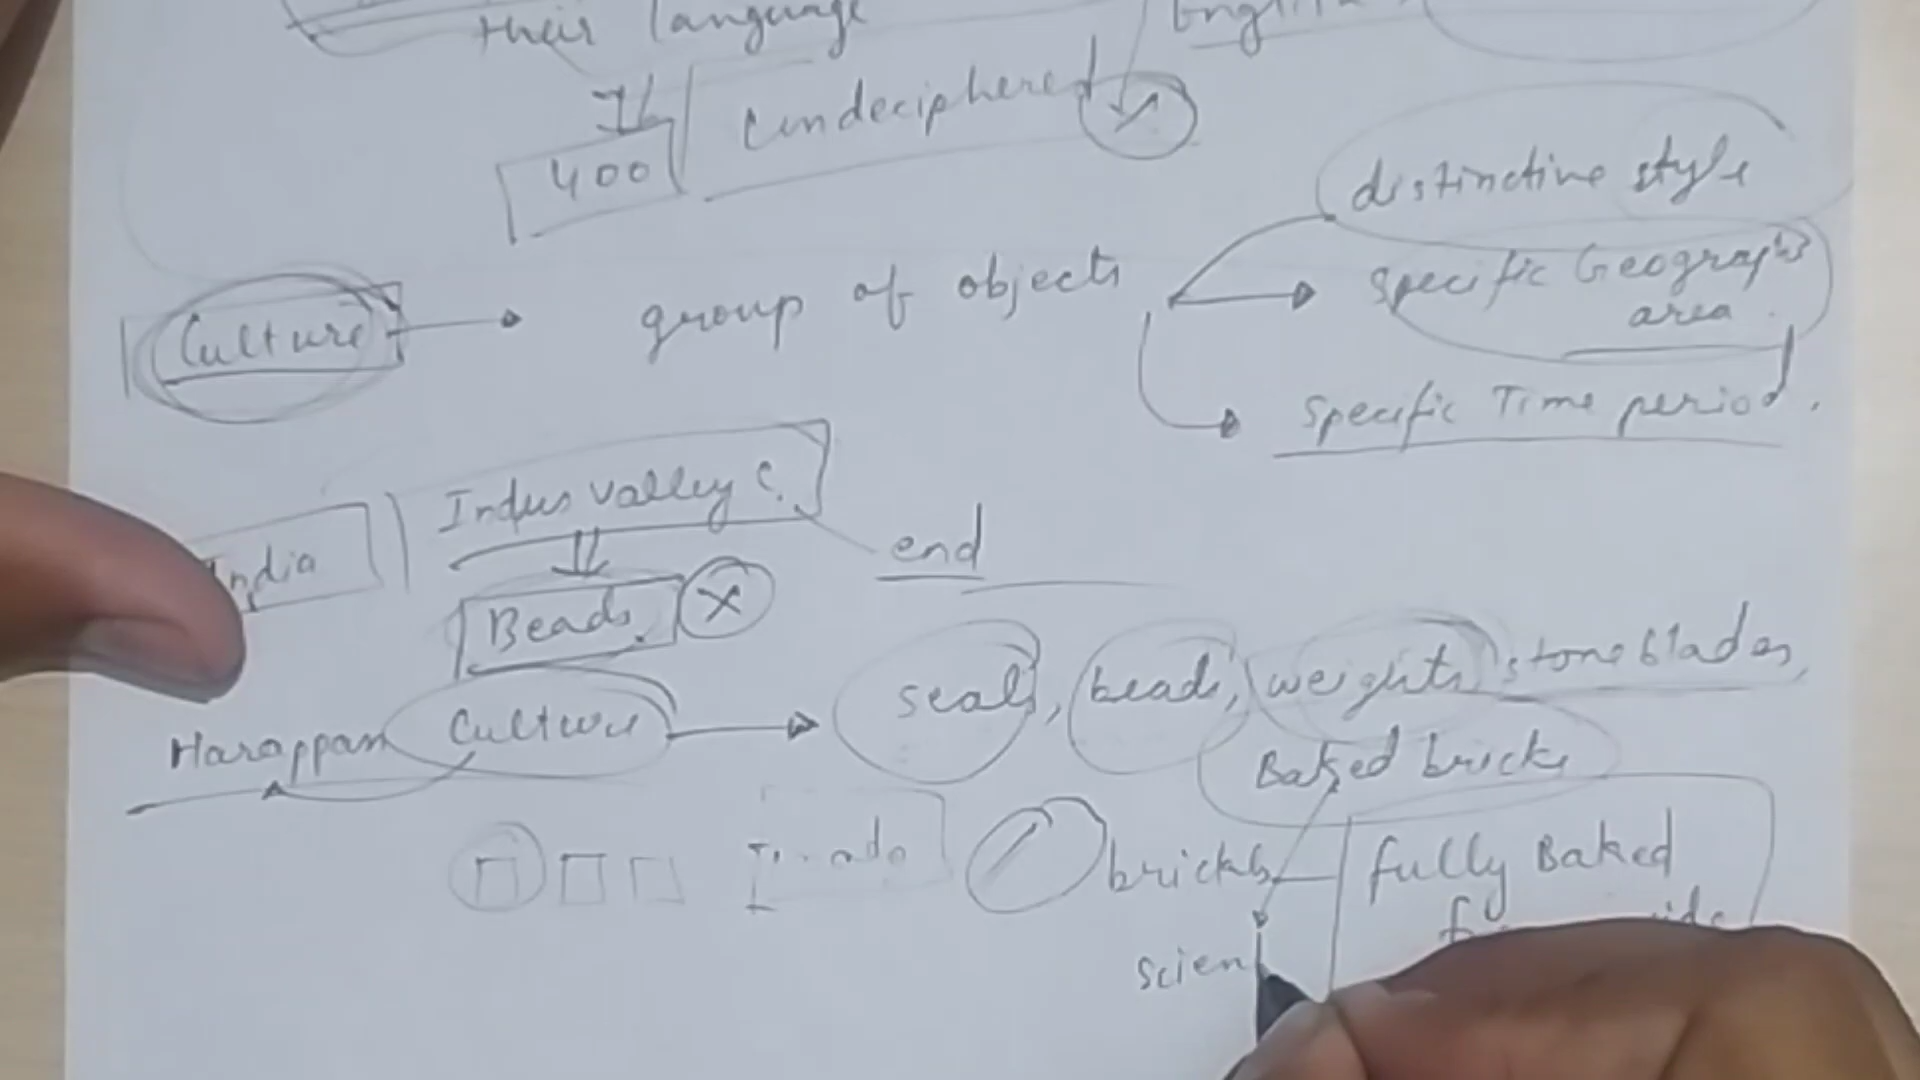 their language
undeciphered
400
distinctive style
Culture → group of objects
specific
area
specific Time period.
Indus valley C.
India
end
Beads
seals, beads, weights stone blades,
Harappan Culture →
Baked bricks
bricks
fully Baked
scien